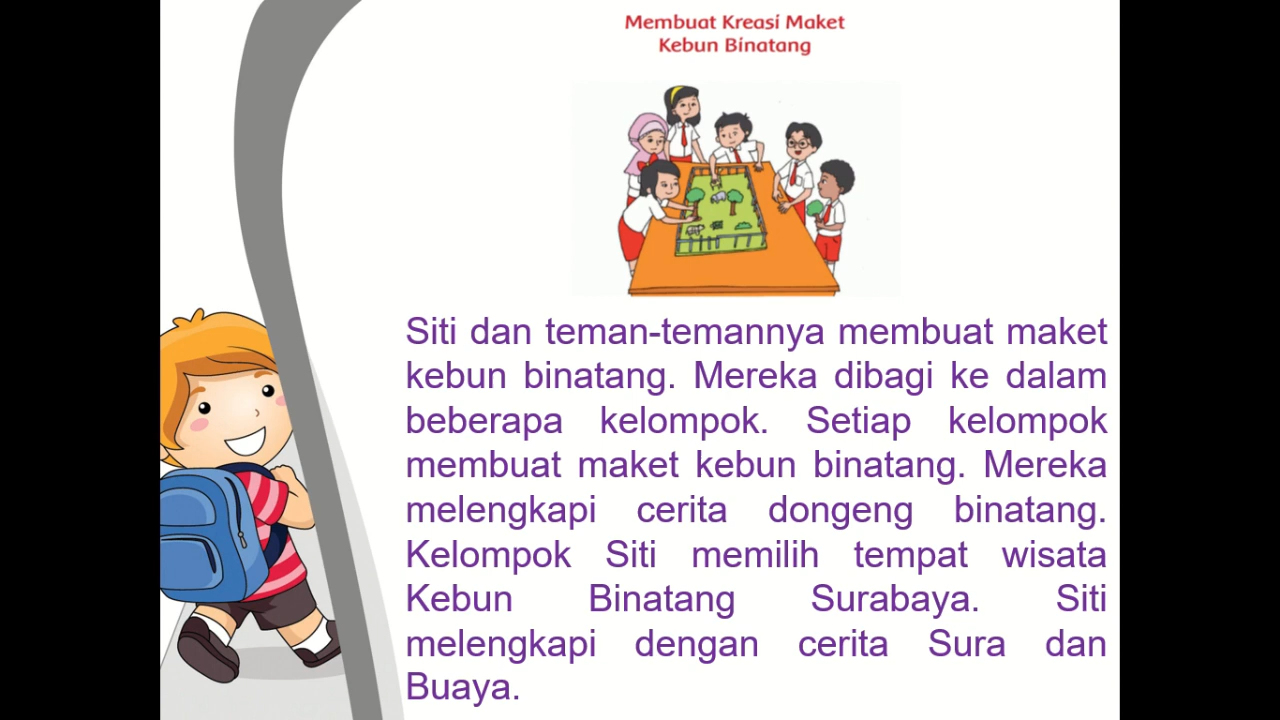 Membuat Kreasi Maket
Kebun Binatang
Siti dan teman-temannya membuat maket
kebun binatang. Mereka dibagi ke dalam
beberapa kelompok. Setiap kelompok
membuat maket kebun binatang. Mereka
melengkapi cerita dongeng binatang.
Kelompok Siti memilih tempat wisata
Kebun Binatang Surabaya. Siti
melengkapi dengan cerita Sura dan
Buaya.